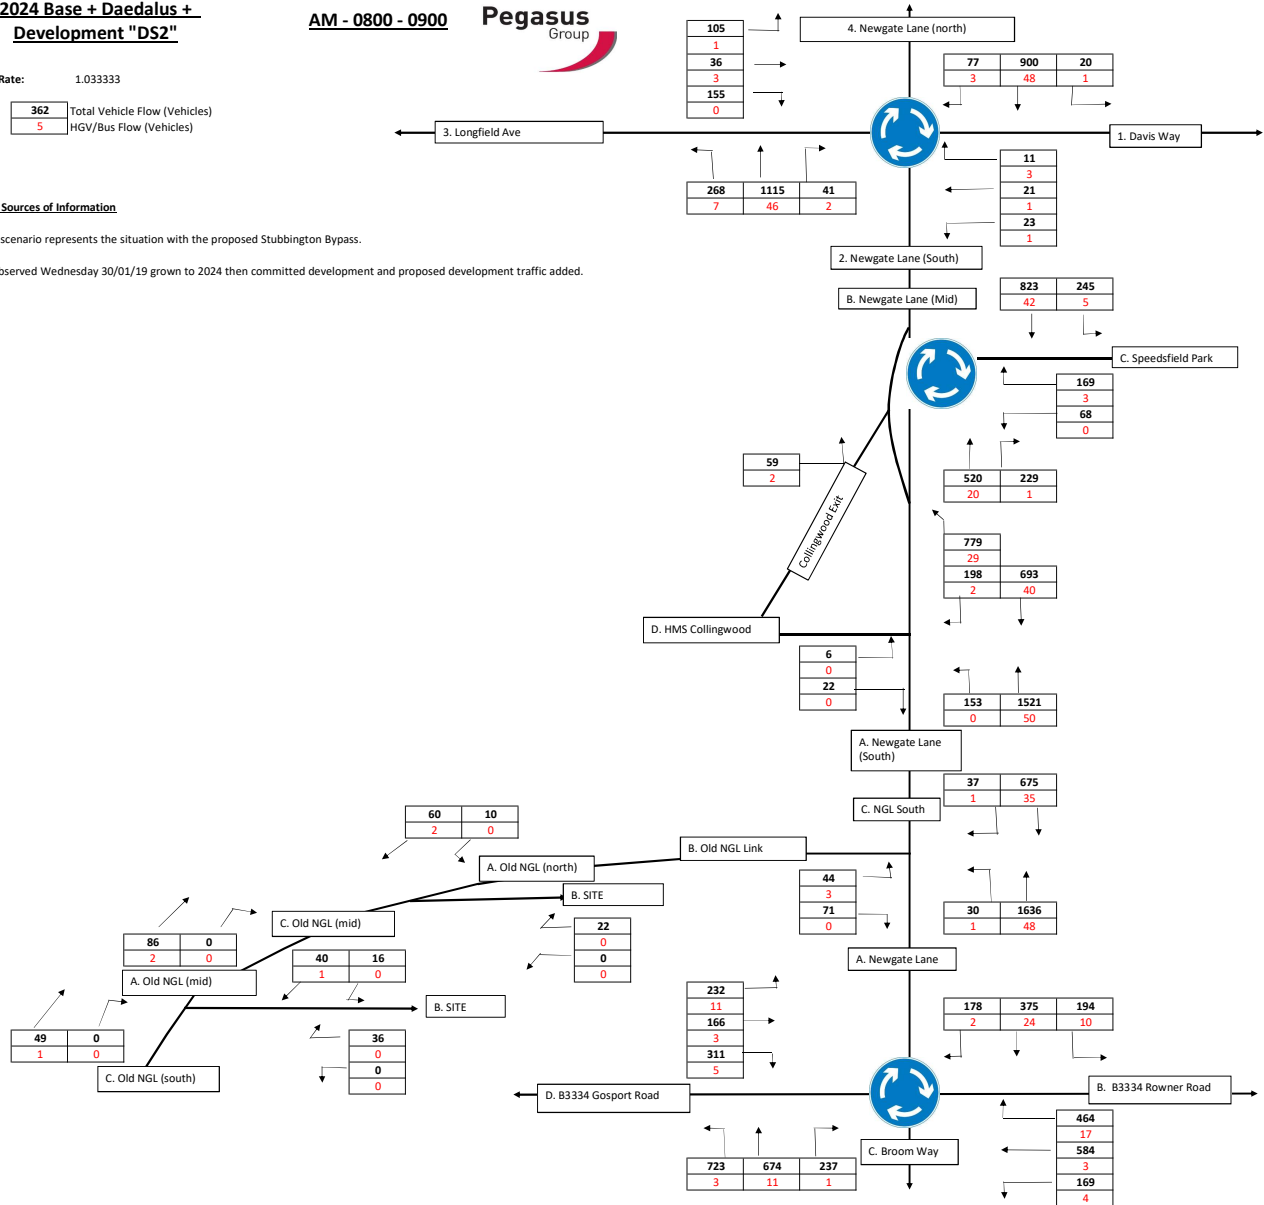 2024 Base + Daedalus +
Development "DS2"
AM - 0800 - 0900
Pegasus
Group
Rate: 1.033333
362 Total Vehicle Flow (Vehicles)
5 HGV/Bus Flow (Vehicles)
Sources of Information
scenario represents the situation with the proposed Stubbington Bypass.
bserved Wednesday 30/01/19 grown to 2024 then committed development and proposed development traffic added.
105
1
36
3
155
0
4. Newgate Lane (north)
77 900 20
3 48 1
3. Longfield Ave
1. Davis Way
268 1115 41
7 46 2
11
3
21
1
23
1
2. Newgate Lane (South)
B. Newgate Lane (Mid)
823 245
42 5
C. Speedsfield Park
169
3
68
0
59
2
520 229
20 1
Collingwood Exit
779
29
198 693
2 40
D. HMS Collingwood
6
0
22
0
153 1521
0 50
A. Newgate Lane
(South)
37 675
1 35
C. NGL South
60 10
2 0
B. Old NGL Link
A. Old NGL (north)
B. SITE
44
3
71
0
30 1636
1 48
C. Old NGL (mid)
22
0
0
0
86 0
2 0
40 16
1 0
A. Newgate Lane
A. Old NGL (mid)
B. SITE
232
11
166
3
311
5
178 375 194
2 24 10
49 0
1 0
36
0
0
0
C. Old NGL (south)
D. B3334 Gosport Road
B. B3334 Rowner Road
464
17
584
3
169
4
C. Broom Way
723 674 237
3 11 1